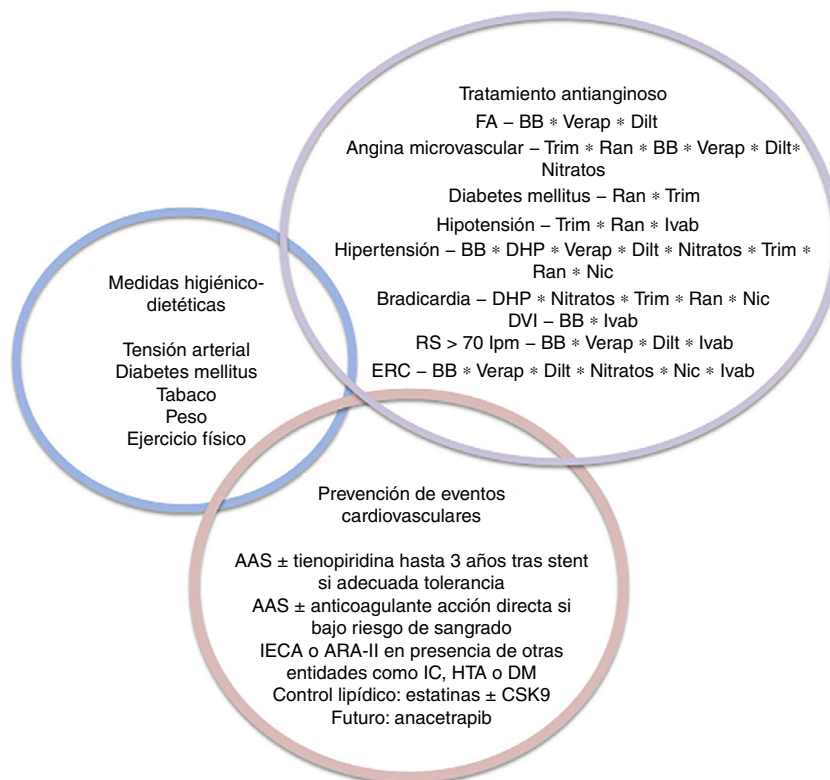 Tratamiento antianginoso
FA – BB * Verap * Dilt
Angina microvascular – Trim * Ran * BB * Verap * Dilt*
Nitratos
Diabetes mellitus – Ran * Trim
Hipotensión – Trim * Ran * Ivab
Hipertensión – BB * DHP * Verap * Dilt * Nitratos * Trim *
Ran * Nic
Bradicardia – DHP * Nitratos * Trim * Ran * Nic
DVI – BB * Ivab
RS > 70 lpm – BB * Verap * Dilt * Ivab
ERC – BB * Verap * Dilt * Nitratos * Nic * Ivab
Medidas higiénico-
dietéticas
Tensión arterial
Diabetes mellitus
Tabaco
Peso
Ejercicio físico
Prevención de eventos
cardiovasculares
AAS ± tienopiridina hasta 3 años tras stent
si adecuada tolerancia
AAS ± anticoagulante acción directa si
bajo riesgo de sangrado
IECA o ARA-II en presencia de otras
entidades como IC, HTA o DM
Control lipídico: estatinas ± CSK9
Futuro: anacetrapib